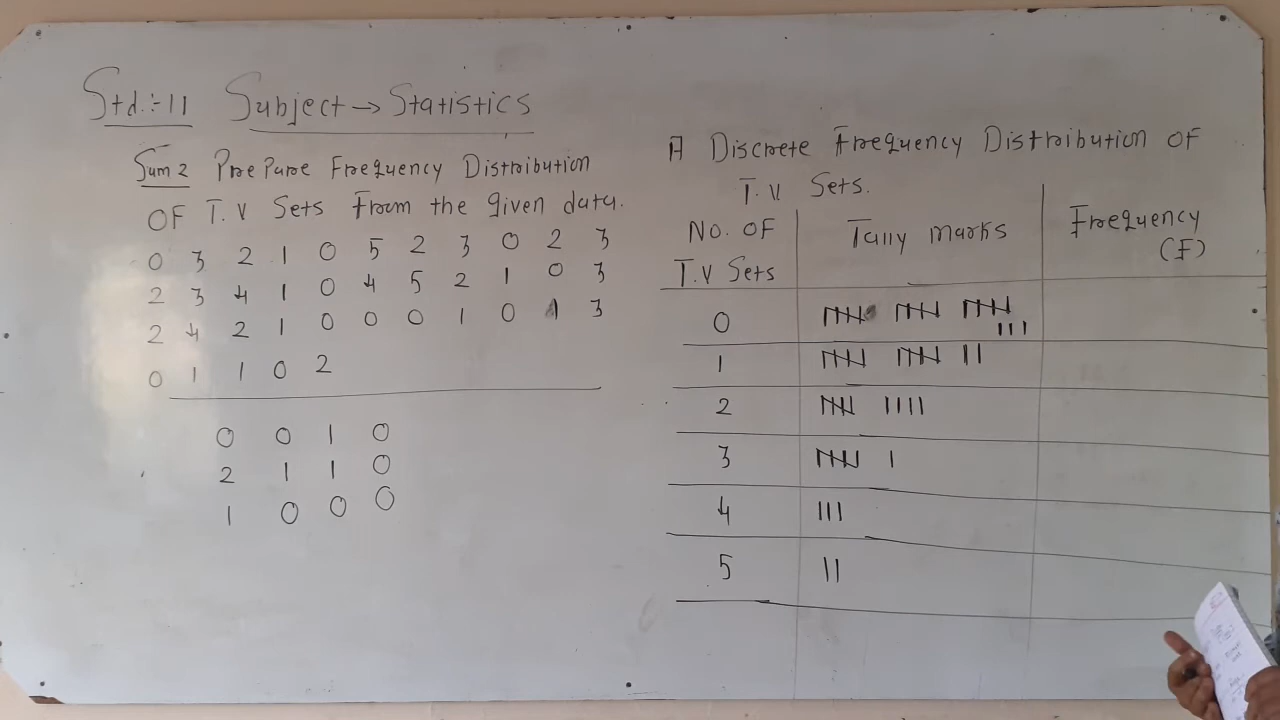 Std.:-11 Subject → Statistics
Sum 2 Prepare Frequency Distribution
OF T.V Sets From the given data.
0 3 2 1 0 5 2 3 0 2 3
2 3 4 1 0 4 5 2 1 0 3
2 4 2 1 0 0 0 1 0 1 3
0 1 1 0 2
0 0 1 0
2 1 1 0
1 0 0 0
A Discrete Frequency Distribution OF
T.V Sets.
No. OF T.V Sets Tally marks Frequency (F)
0 𝍸 𝍸 𝍸 |||
1 𝍸 𝍸 ||
2 𝍸 ||||
3 𝍸 |
4 |||
5 ||